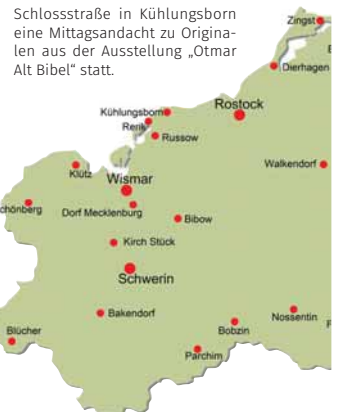 Schlossstraße in Kühlungsborn
eine Mittagsandacht zu Origina-
len aus der Ausstellung „Otmar
Alt Bibel“ statt.
Zingst
Dierhagen
Rostock
Kühlungsborn
Rerik
Russow
Walkendorf
Klütz
Wismar
chönberg
Dorf Mecklenburg
Bibow
Kirch Stück
Schwerin
Bakendorf
Nossentin
Blücher
Bobzin
Parchim